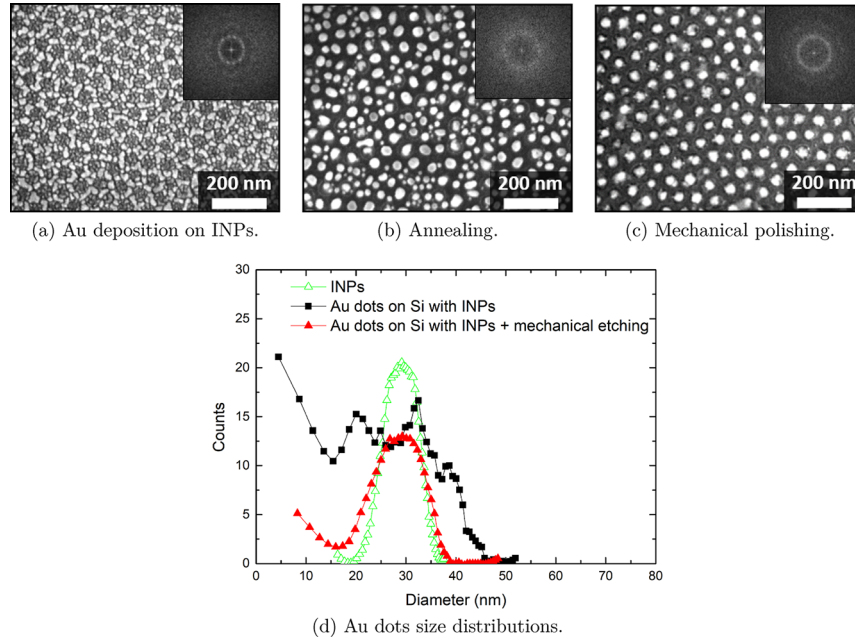 200 nm
200 nm
200 nm
(a) Au deposition on INPs.
(b) Annealing.
(c) Mechanical polishing.
30
25
20
15
10
5
0
Counts
INPs
Au dots on Si with INPs
Au dots on Si with INPs + mechanical etching
0 10 20 30 40 50 60 70 80
Diameter (nm)
(d) Au dots size distributions.